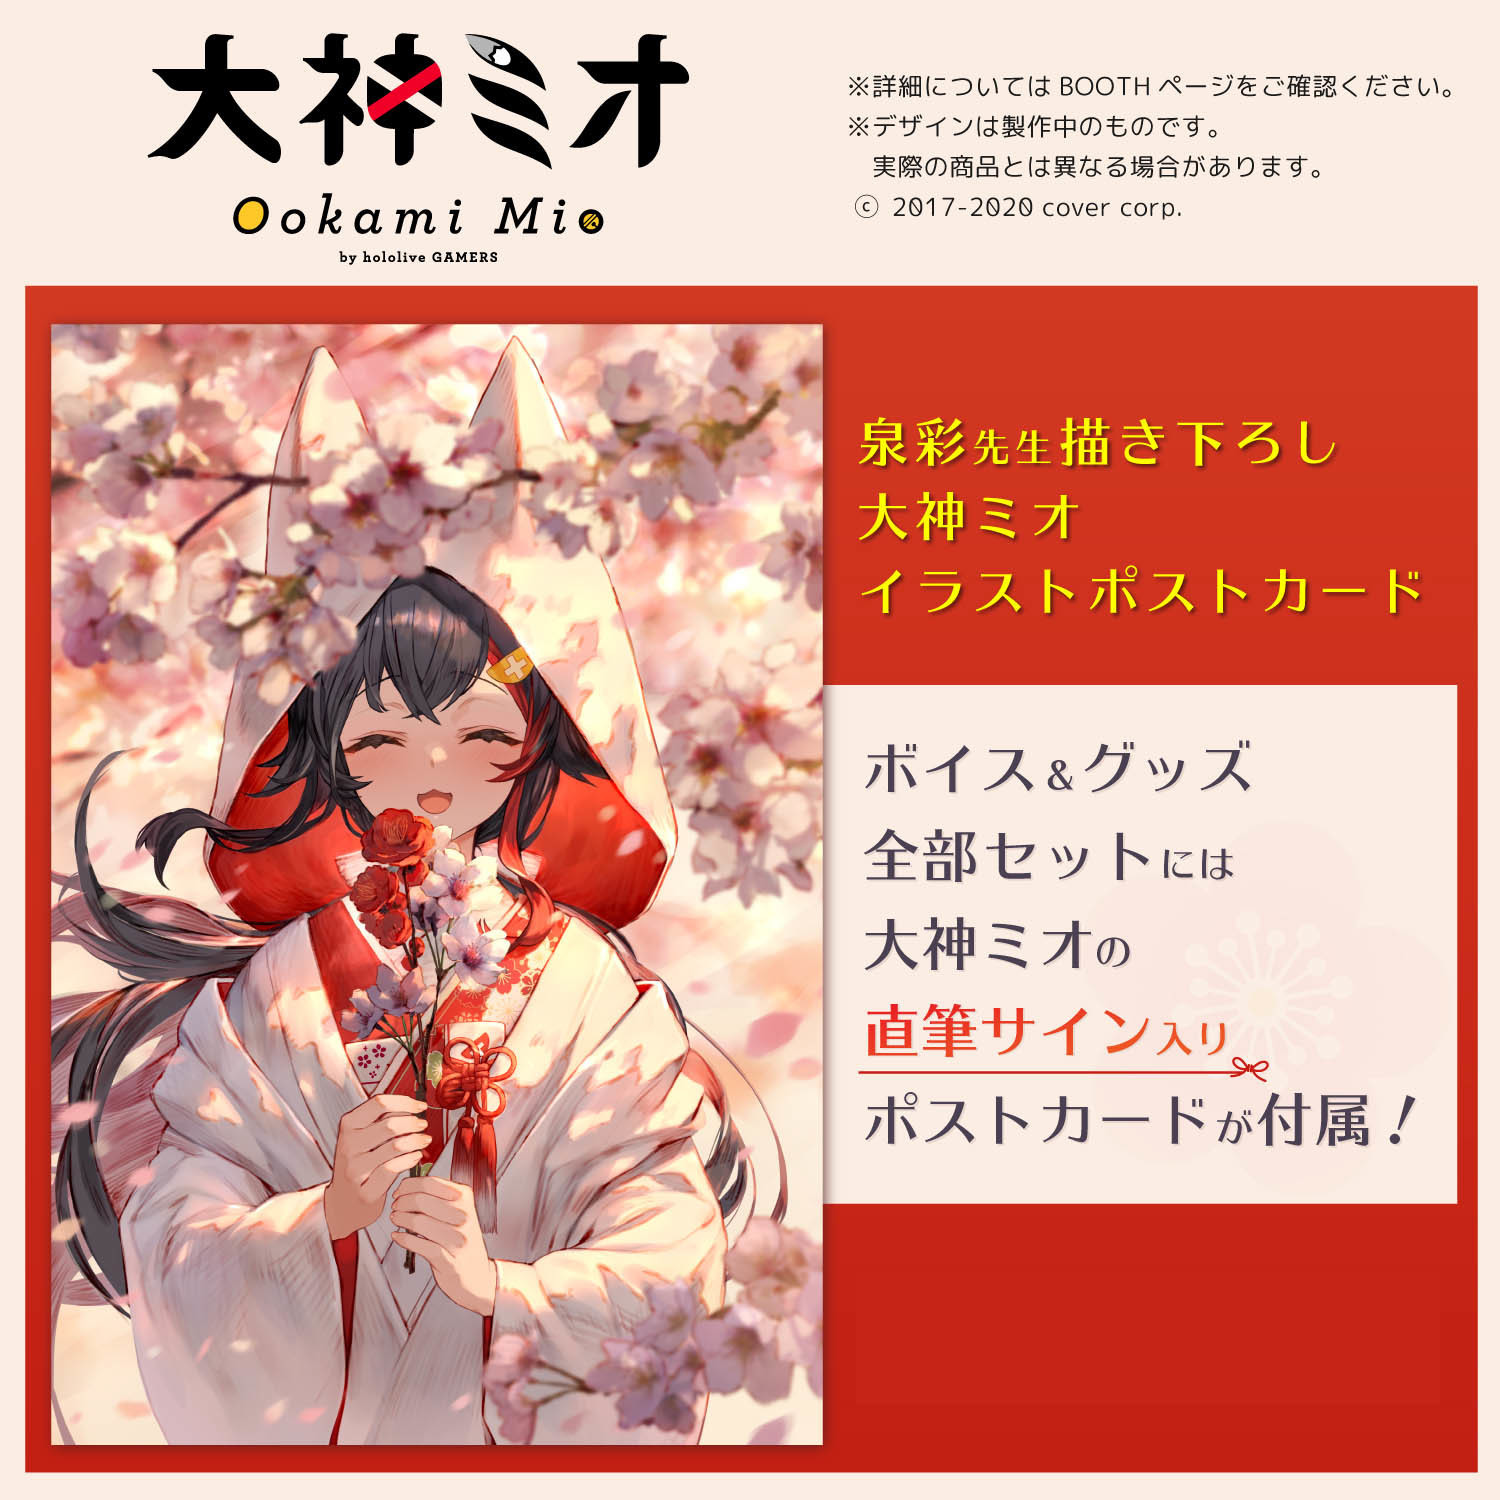 大神ミオ
Ookami Mio
by hololive GAMERS
※詳細についてはBOOTHページをご確認ください。
※デザインは製作中のものです。
実際の商品とは異なる場合があります。
ⓒ 2017-2020 cover corp.
泉彩先生描き下ろし
大神ミオ
イラストポストカード
ボイス&グッズ
全部セットには
大神ミオの
直筆サイン入り
ポストカードが付属！